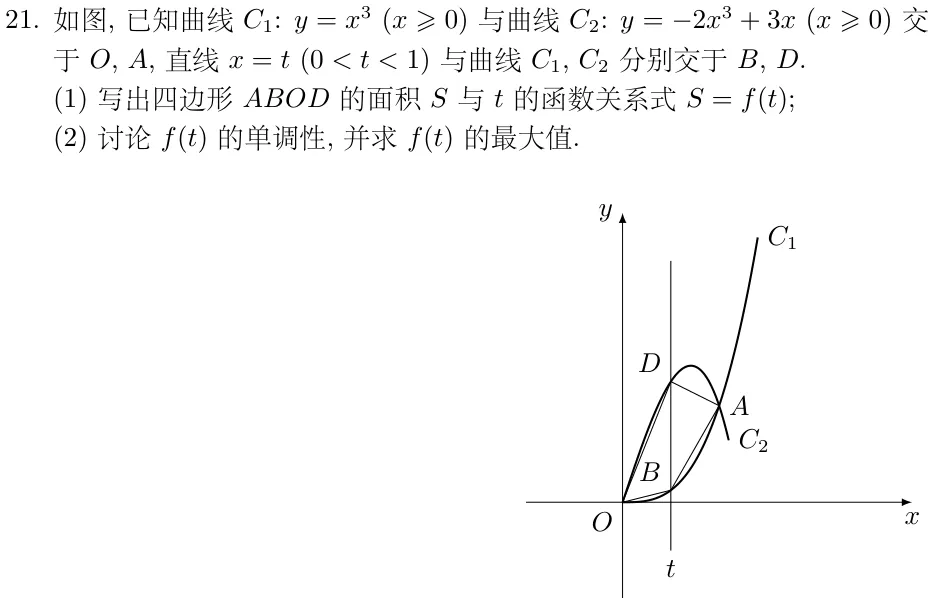 21. 如图, 已知曲线 C₁: y = x³ (x ⩾ 0) 与曲线 C₂: y = −2x³ + 3x (x ⩾ 0) 交
于 O, A, 直线 x = t (0 < t < 1) 与曲线 C₁, C₂ 分别交于 B, D.
(1) 写出四边形 ABOD 的面积 S 与 t 的函数关系式 S = f(t);
(2) 讨论 f(t) 的单调性, 并求 f(t) 的最大值.
y
C₁
D
A
C₂
B
O
x
t